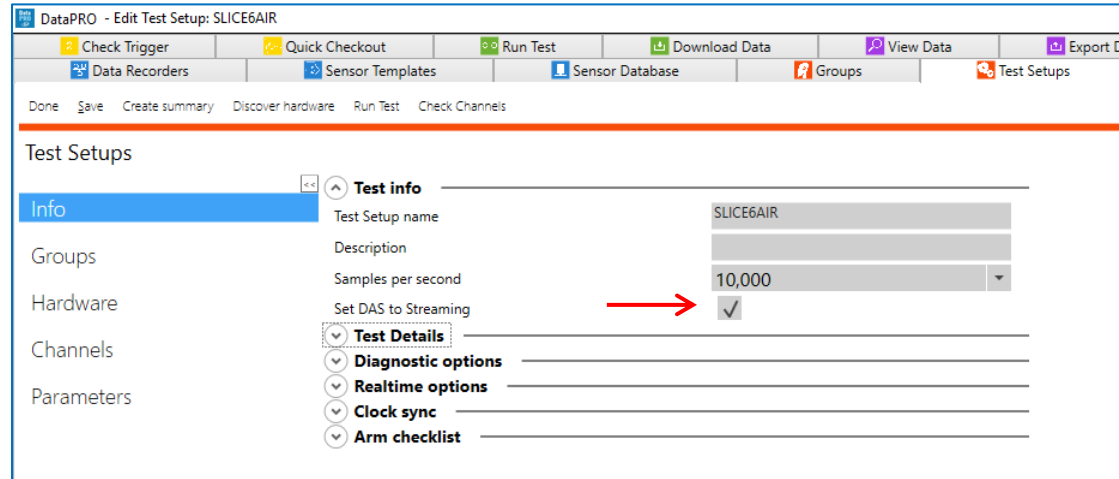 DataPRO - Edit Test Setup: SLICE6AIR
Check Trigger Quick Checkout Run Test Download Data View Data Export D
Data Recorders Sensor Templates Sensor Database Groups Test Setups
Done Save Create summary Discover hardware Run Test Check Channels
Test Setups
<<
Test info
Info
Test Setup name SLICE6AIR
Description
Groups
Samples per second 10,000
Hardware
Set DAS to Streaming
Test Details
Channels
Diagnostic options
Realtime options
Parameters
Clock sync
Arm checklist